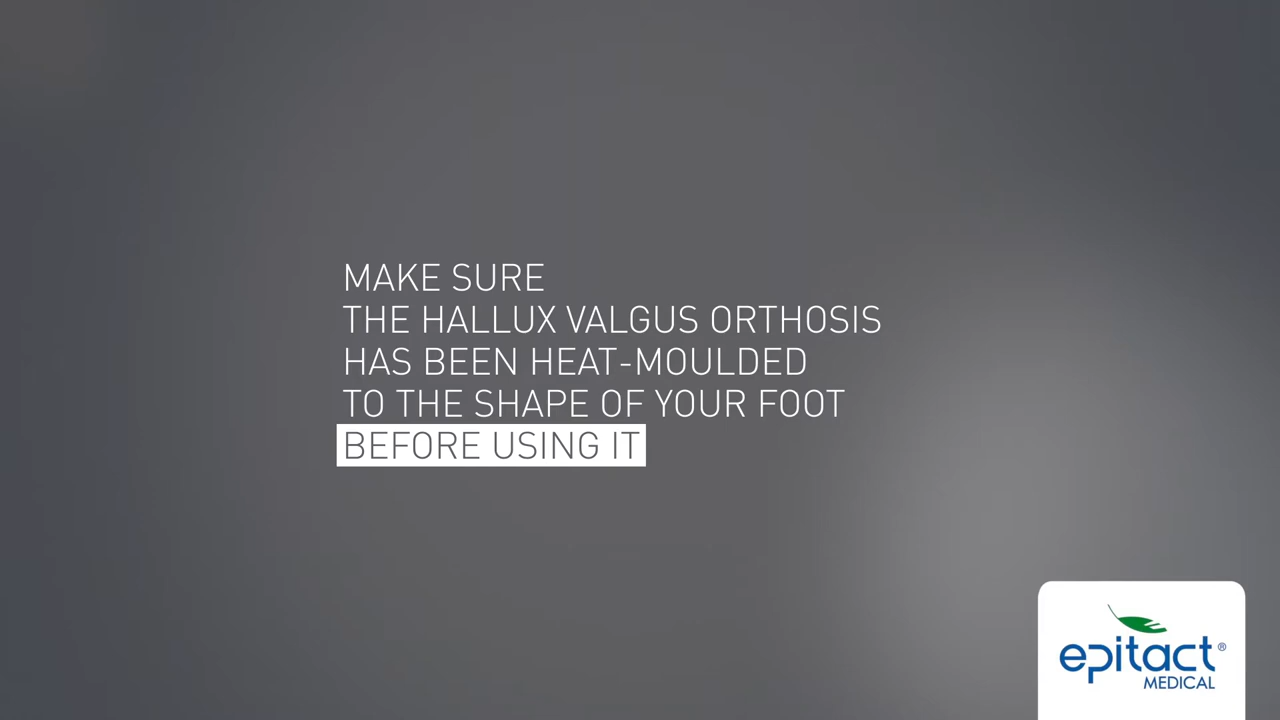 MAKE SURE
THE HALLUX VALGUS ORTHOSIS
HAS BEEN HEAT-MOULDED
TO THE SHAPE OF YOUR FOOT
BEFORE USING IT
epitact®
MEDICAL